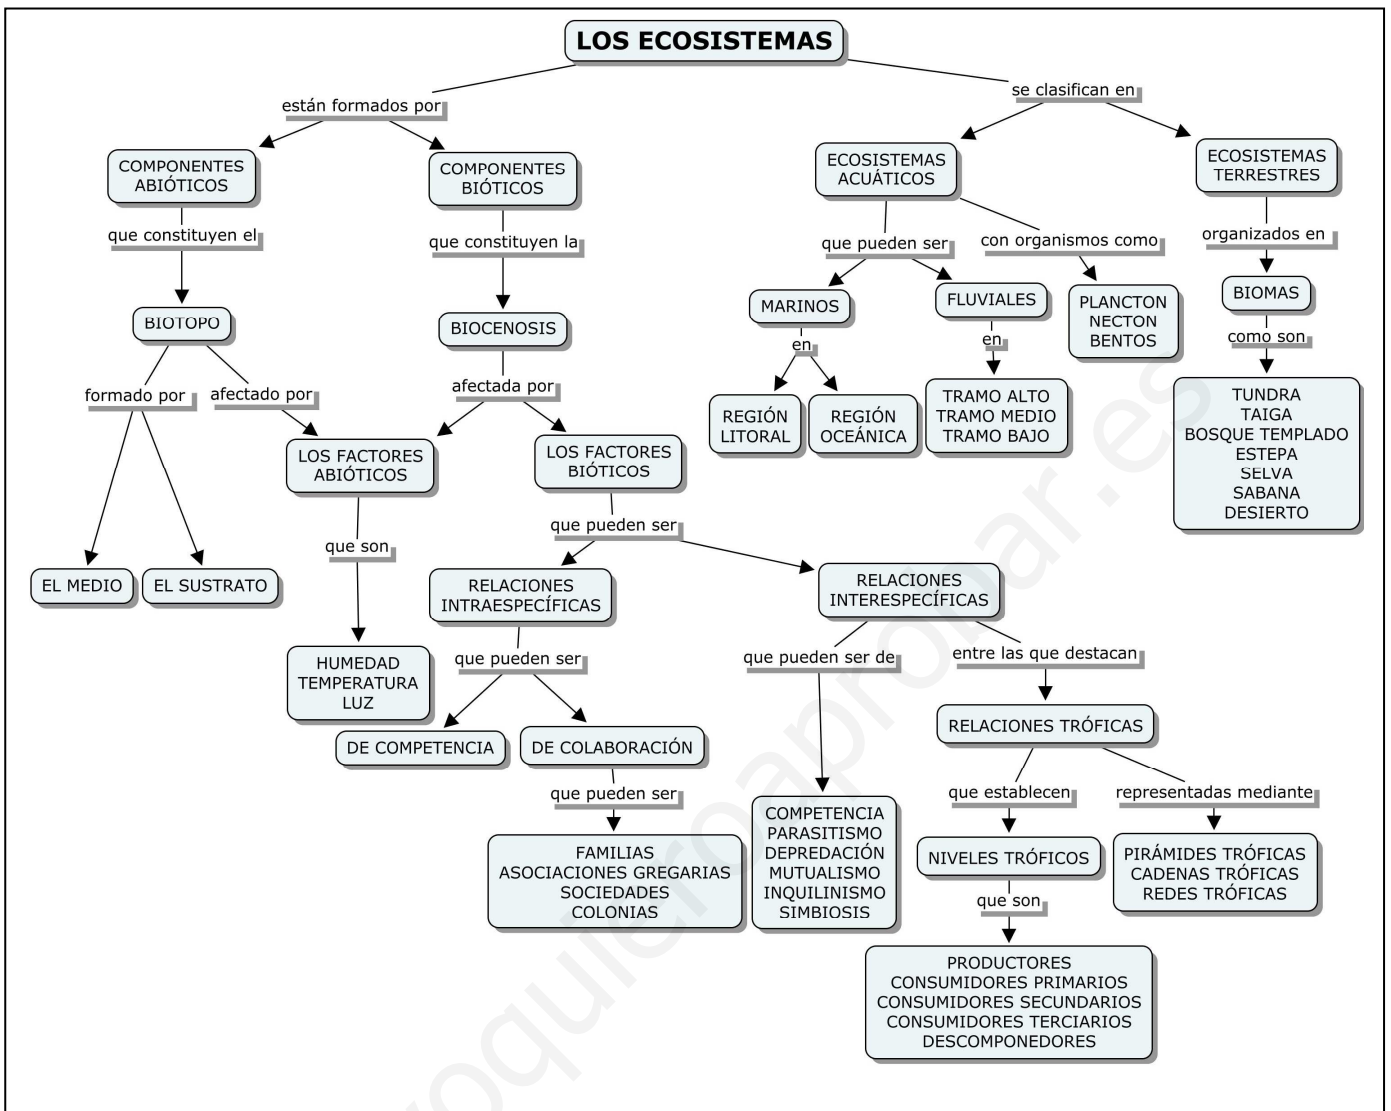 LOS ECOSISTEMAS
están formados por
se clasifican en
COMPONENTES
ABIÓTICOS
COMPONENTES
BIÓTICOS
ECOSISTEMAS
ACUÁTICOS
ECOSISTEMAS
TERRESTRES
que constituyen el
que constituyen la
que pueden ser
con organismos como
organizados en
BIOTOPO
BIOCENOSIS
MARINOS
FLUVIALES
PLANCTON
NECTON
BENTOS
BIOMAS
en
en
como son
formado por
afectado por
afectada por
REGIÓN
LITORAL
REGIÓN
OCEÁNICA
TRAMO ALTO
TRAMO MEDIO
TRAMO BAJO
TUNDRA
TAIGA
BOSQUE TEMPLADO
ESTEPA
SELVA
SABANA
DESIERTO
LOS FACTORES
ABIÓTICOS
LOS FACTORES
BIÓTICOS
que son
que pueden ser
EL MEDIO
EL SUSTRATO
RELACIONES
INTRAESPECÍFICAS
RELACIONES
INTERESPECÍFICAS
HUMEDAD
TEMPERATURA
LUZ
que pueden ser
que pueden ser de
entre las que destacan
DE COMPETENCIA
DE COLABORACIÓN
RELACIONES TRÓFICAS
que pueden ser
que establecen
representadas mediante
FAMILIAS
ASOCIACIONES GREGARIAS
SOCIEDADES
COLONIAS
COMPETENCIA
PARASITISMO
DEPREDACIÓN
MUTUALISMO
INQUILINISMO
SIMBIOSIS
NIVELES TRÓFICOS
PIRÁMIDES TRÓFICAS
CADENAS TRÓFICAS
REDES TRÓFICAS
que son
PRODUCTORES
CONSUMIDORES PRIMARIOS
CONSUMIDORES SECUNDARIOS
CONSUMIDORES TERCIARIOS
DESCOMPONEDORES
roquieroaprobar.es